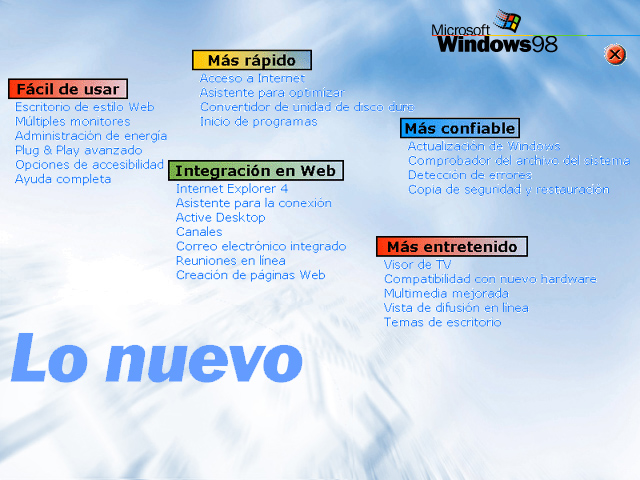 Microsoft
Windows98
Más rápido
Acceso a Internet
Asistente para optimizar
Convertidor de unidad de disco duro
Inicio de programas
Fácil de usar
Escritorio de estilo Web
Múltiples monitores
Administración de energía
Plug & Play avanzado
Opciones de accesibilidad
Ayuda completa
Más confiable
Actualización de Windows
Comprobador del archivo del sistema
Detección de errores
Copia de seguridad y restauración
Integración en Web
Internet Explorer 4
Asistente para la conexión
Active Desktop
Canales
Correo electrónico integrado
Reuniones en línea
Creación de páginas Web
Más entretenido
Visor de TV
Compatibilidad con nuevo hardware
Multimedia mejorada
Vista de difusión en línea
Temas de escritorio
Lo nuevo